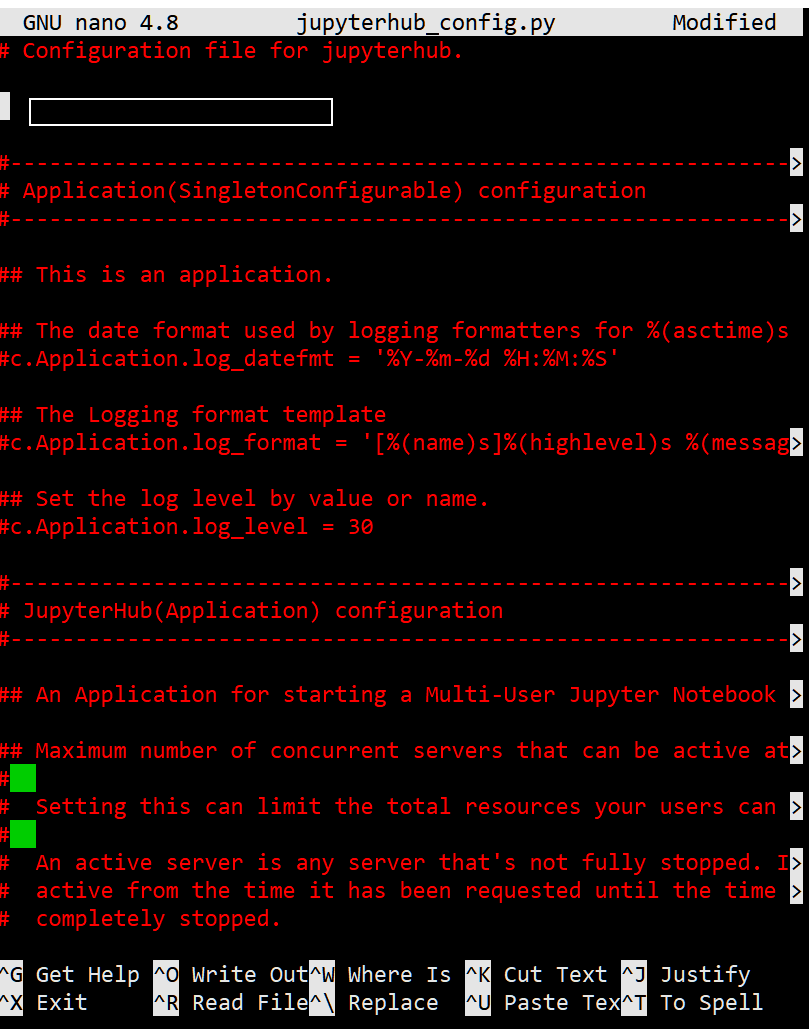 GNU nano 4.8 jupyterhub_config.py Modified
# Configuration file for jupyterhub.
#------------------------------------------------------------>
# Application(SingletonConfigurable) configuration
#------------------------------------------------------------>
## This is an application.
## The date format used by logging formatters for %(asctime)s
#c.Application.log_datefmt = '%Y-%m-%d %H:%M:%S'
## The Logging format template
#c.Application.log_format = '[%(name)s]%(highlevel)s %(messag>
## Set the log level by value or name.
#c.Application.log_level = 30
#------------------------------------------------------------>
# JupyterHub(Application) configuration
#------------------------------------------------------------>
## An Application for starting a Multi-User Jupyter Notebook >
## Maximum number of concurrent servers that can be active at>
#
#  Setting this can limit the total resources your users can >
#
#  An active server is any server that's not fully stopped. I>
#  active from the time it has been requested until the time >
#  completely stopped.
^G Get Help ^O Write Out^W Where Is ^K Cut Text ^J Justify
^X Exit ^R Read File^\ Replace ^U Paste Tex^T To Spell